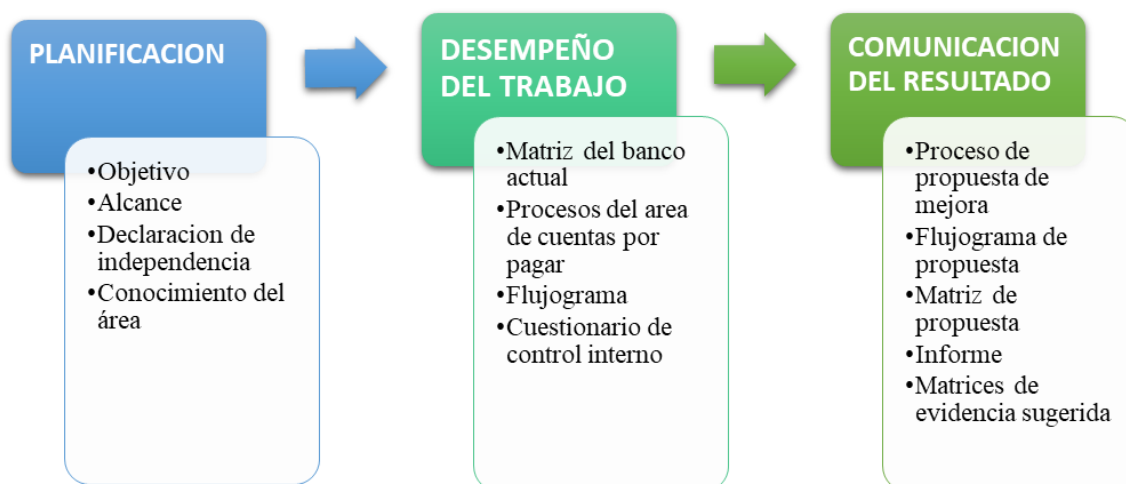 PLANIFICACION
•Objetivo
•Alcance
•Declaracion de
independencia
•Conocimiento del
área
DESEMPEÑO
DEL TRABAJO
•Matriz del banco
actual
•Procesos del area
de cuentas por
pagar
•Flujograma
•Cuestionario de
control interno
COMUNICACION
DEL RESULTADO
•Proceso de
propuesta de
mejora
•Flujograma de
propuesta
•Matriz de
propuesta
•Informe
•Matrices de
evidencia sugerida